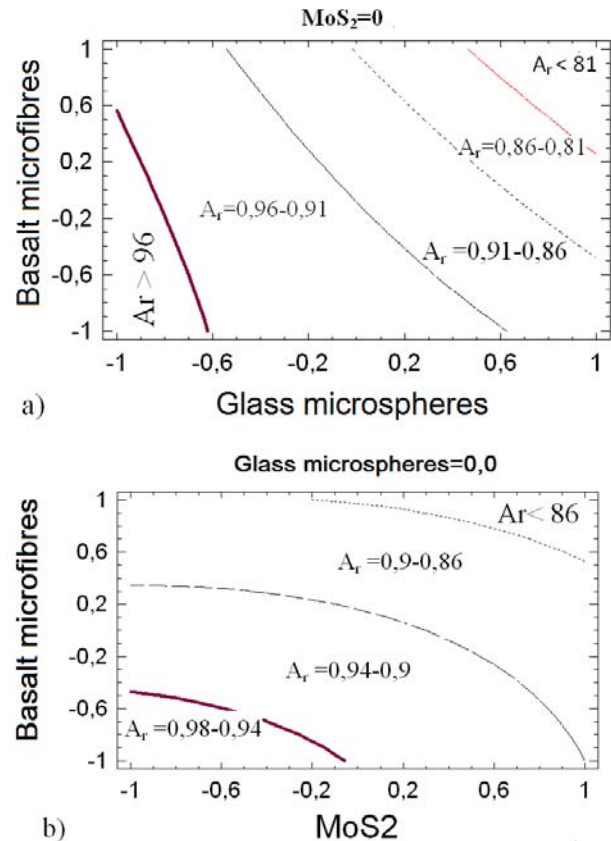 MoS₂=0
Basalt microfibres
1
0,6
0,2
-0,2
-0,6
-1
Ar < 81
Ar=0,86-0,81
Ar=0,96-0,91
Ar =0,91-0,86
Ar > 96
-1 -0,6 -0,2 0,2 0,6 1
a) Glass microspheres
Glass microspheres=0,0
Basalt microfibres
1
0,6
0,2
-0,2
-0,6
-1
Ar< 86
Ar =0,9-0,86
Ar =0,94-0,9
Ar =0,98-0,94
-1 -0,6 -0,2 0,2 0,6 1
b) MoS2